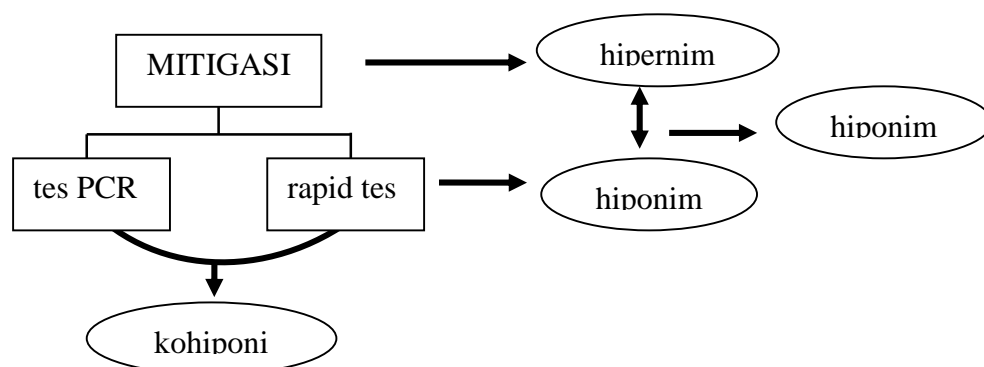 MITIGASI
hipernim
hiponim
tes PCR
rapid tes
hiponim
kohiponi